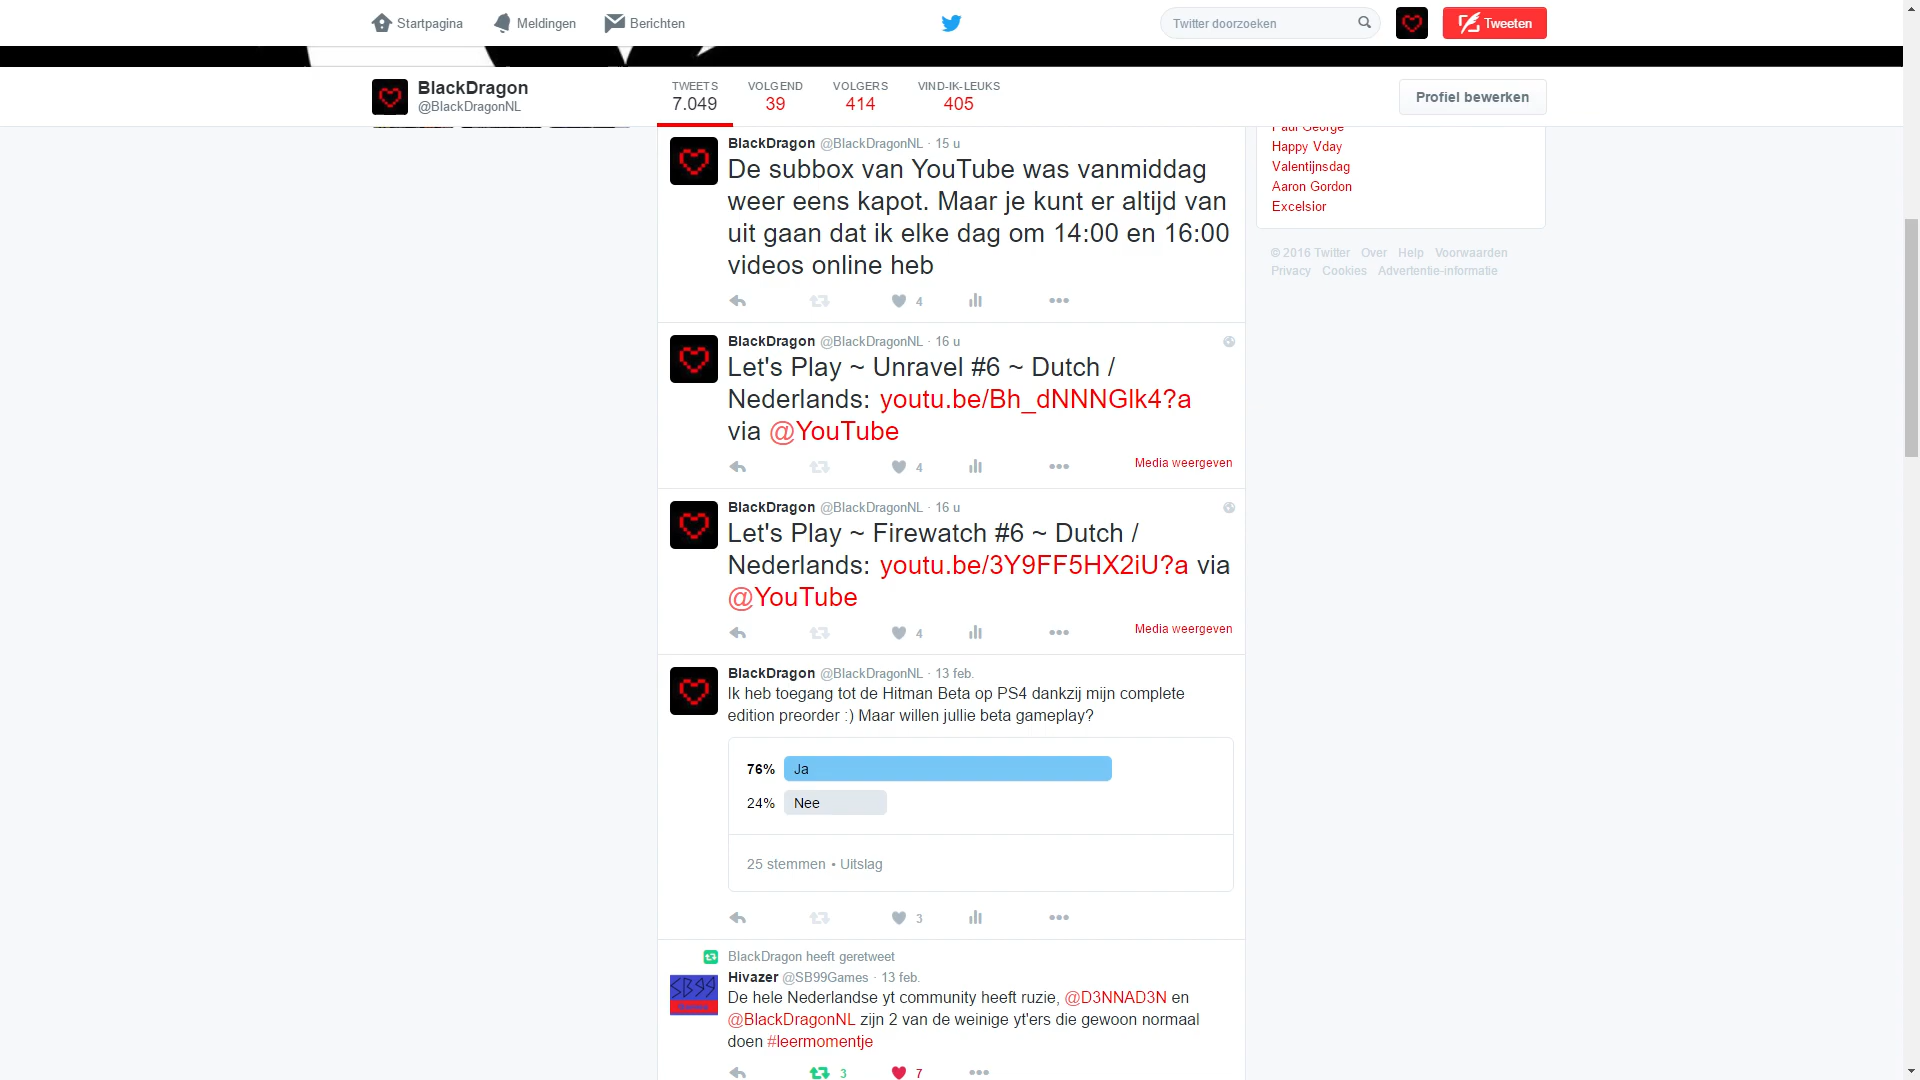 Startpagina
Meldingen
Berichten
Twitter doorzoeken
Tweeten
BlackDragon
@BlackDragonNL
TWEETS
7.049
VOLGEND
39
VOLGERS
414
VIND-IK-LEUKS
405
Profiel bewerken
BlackDragon @BlackDragonNL · 15 u
De subbox van YouTube was vanmiddag
weer eens kapot. Maar je kunt er altijd van
uit gaan dat ik elke dag om 14:00 en 16:00
videos online heb
4
BlackDragon @BlackDragonNL · 16 u
Let's Play ~ Unravel #6 ~ Dutch /
Nederlands: youtu.be/Bh_dNNNGlk4?a
via @YouTube
4
Media weergeven
BlackDragon @BlackDragonNL · 16 u
Let's Play ~ Firewatch #6 ~ Dutch /
Nederlands: youtu.be/3Y9FF5HX2iU?a via
@YouTube
4
Media weergeven
BlackDragon @BlackDragonNL · 13 feb.
Ik heb toegang tot de Hitman Beta op PS4 dankzij mijn complete
edition preorder :) Maar willen jullie beta gameplay?
76% Ja
24% Nee
25 stemmen • Uitslag
3
BlackDragon heeft geretweet
SB99
Hivazer @SB99Games · 13 feb.
De hele Nederlandse yt community heeft ruzie, @D3NNAD3N en
@BlackDragonNL zijn 2 van de weinige yt'ers die gewoon normaal
doen #leermomentje
3
7
Paul George
Happy Vday
Valentijnsdag
Aaron Gordon
Excelsior
© 2016 Twitter Over Help Voorwaarden
Privacy Cookies Advertentie-informatie